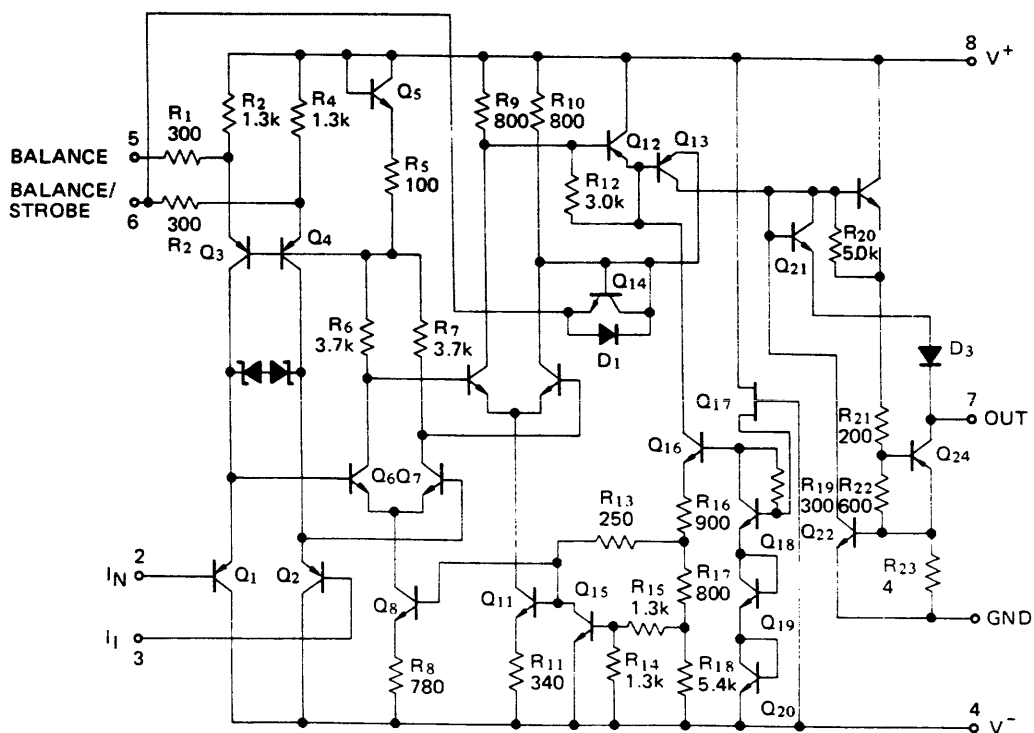 8 V+
Q5
R2
1.3k
R4
1.3k
R9
800
R10
800
R1
300
5
BALANCE
Q12
Q13
R5
100
BALANCE/
STROBE
6
R12
3.0k
300
R2
Q3
Q4
R20
5.0k
Q21
Q14
R6
3.7k
R7
3.7k
D1
D3
7
OUT
Q17
R21
200
Q16
Q24
Q6 Q7
R13
250
R16
900
R19
300
R22
600
Q18
Q22
2
IN
Q1
Q2
R23
4
Q8
Q11
Q15
R15
1.3k
R17
800
Q19
GND
II
3
R8
780
R11
340
R14
1.3k
R18
5.4k
Q20
4
V-